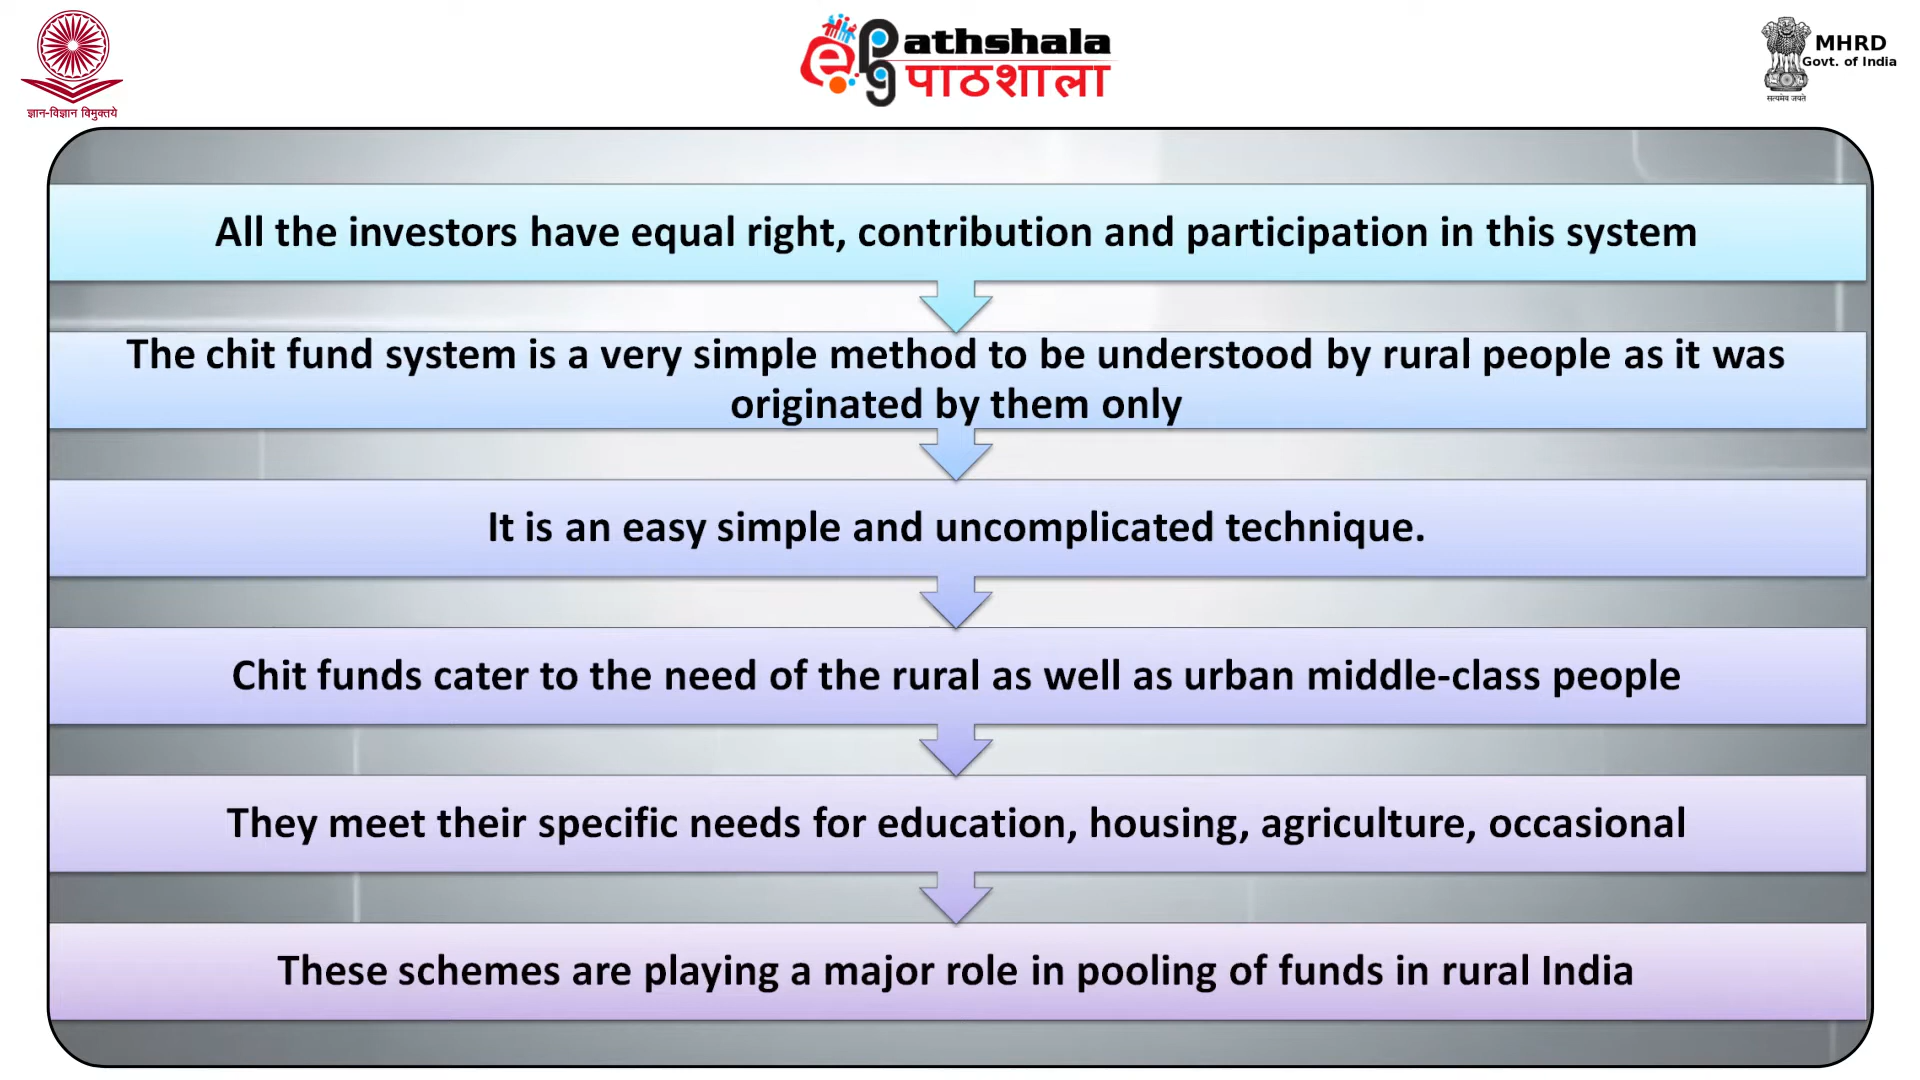 ज्ञान-विज्ञान विमुक्तये
e
PG
athshala
पाठशाला
MHRD
Govt. of India
सत्यमेव जयते
All the investors have equal right, contribution and participation in this system
The chit fund system is a very simple method to be understood by rural people as it was
originated by them only
It is an easy simple and uncomplicated technique.
Chit funds cater to the need of the rural as well as urban middle-class people
They meet their specific needs for education, housing, agriculture, occasional
These schemes are playing a major role in pooling of funds in rural India